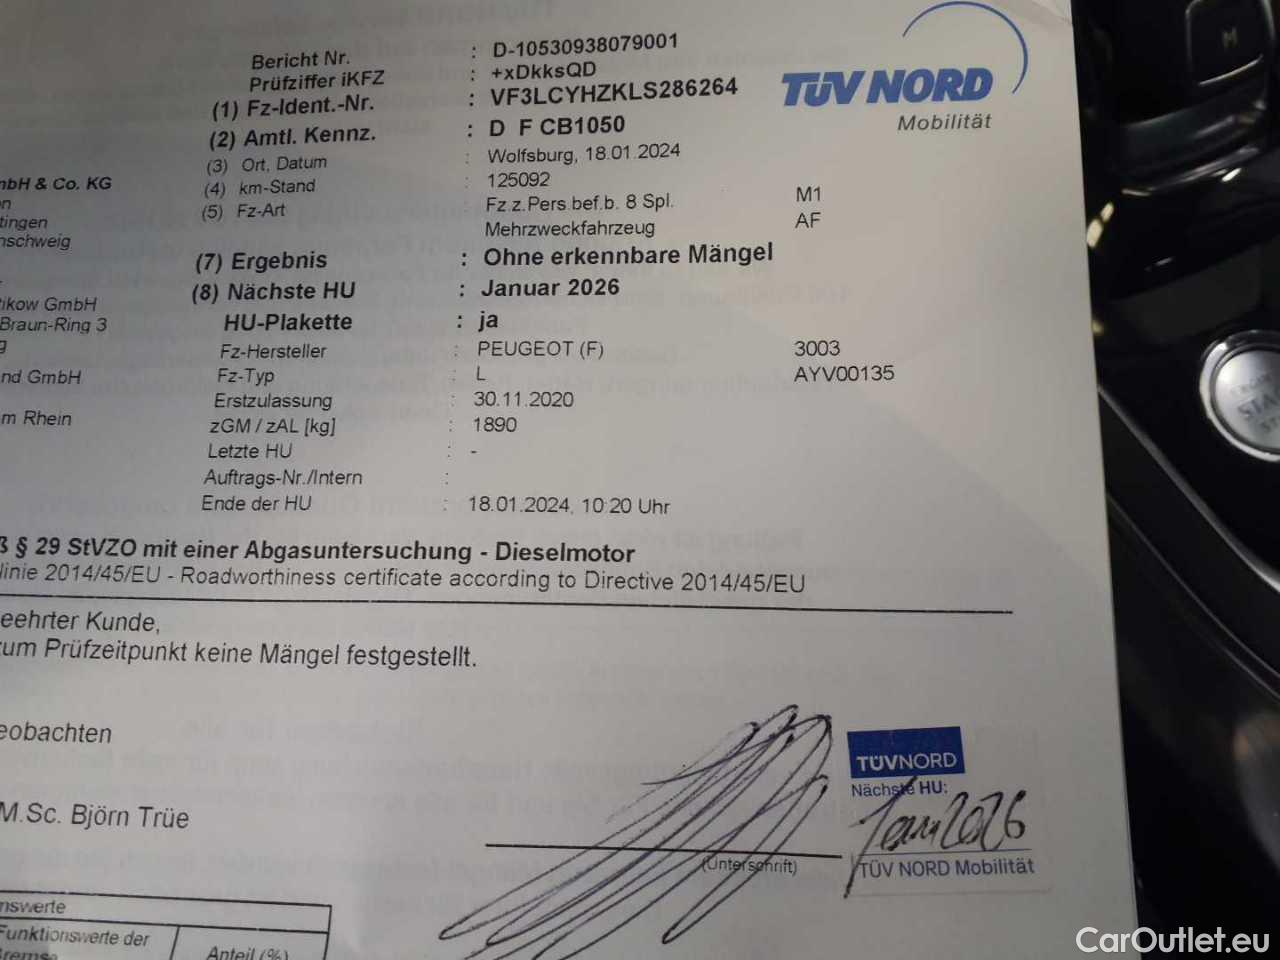 Bericht Nr. : D-10530938079001
Prüfziffer iKFZ : +xDkksQD
(1) Fz-Ident.-Nr. : VF3LCYHZKLS286264
(2) Amtl. Kennz. : D F CB1050
(3) Ort, Datum : Wolfsburg, 18.01.2024
(4) km-Stand : 125092
(5) Fz-Art Fz.z.Pers.bef.b. 8 Spl. M1
Mehrzweckfahrzeug AF
(7) Ergebnis : Ohne erkennbare Mängel
(8) Nächste HU : Januar 2026
HU-Plakette : ja
Fz-Hersteller : PEUGEOT (F) 3003
Fz-Typ : L AYV00135
Erstzulassung : 30.11.2020
zGM / zAL [kg] : 1890
Letzte HU : -
Auftrags-Nr./Intern :
Ende der HU : 18.01.2024, 10:20 Uhr
TÜV NORD
Mobilität
nbH & Co. KG
on
tingen
nschweig
tikow GmbH
Braun-Ring 3
g
nd GmbH
m Rhein
ß § 29 StVZO mit einer Abgasuntersuchung - Dieselmotor
linie 2014/45/EU - Roadworthiness certificate according to Directive 2014/45/EU
eehrter Kunde,
zum Prüfzeitpunkt keine Mängel festgestellt.
eobachten
M.Sc. Björn Trüe
(Unterschrift)
TÜVNORD
Nächste HU:
Jan 2026
TÜV NORD Mobilität
nswerte
Funktionswerte der
Bremse
Anteil (%)
M
START
CarOutlet.eu